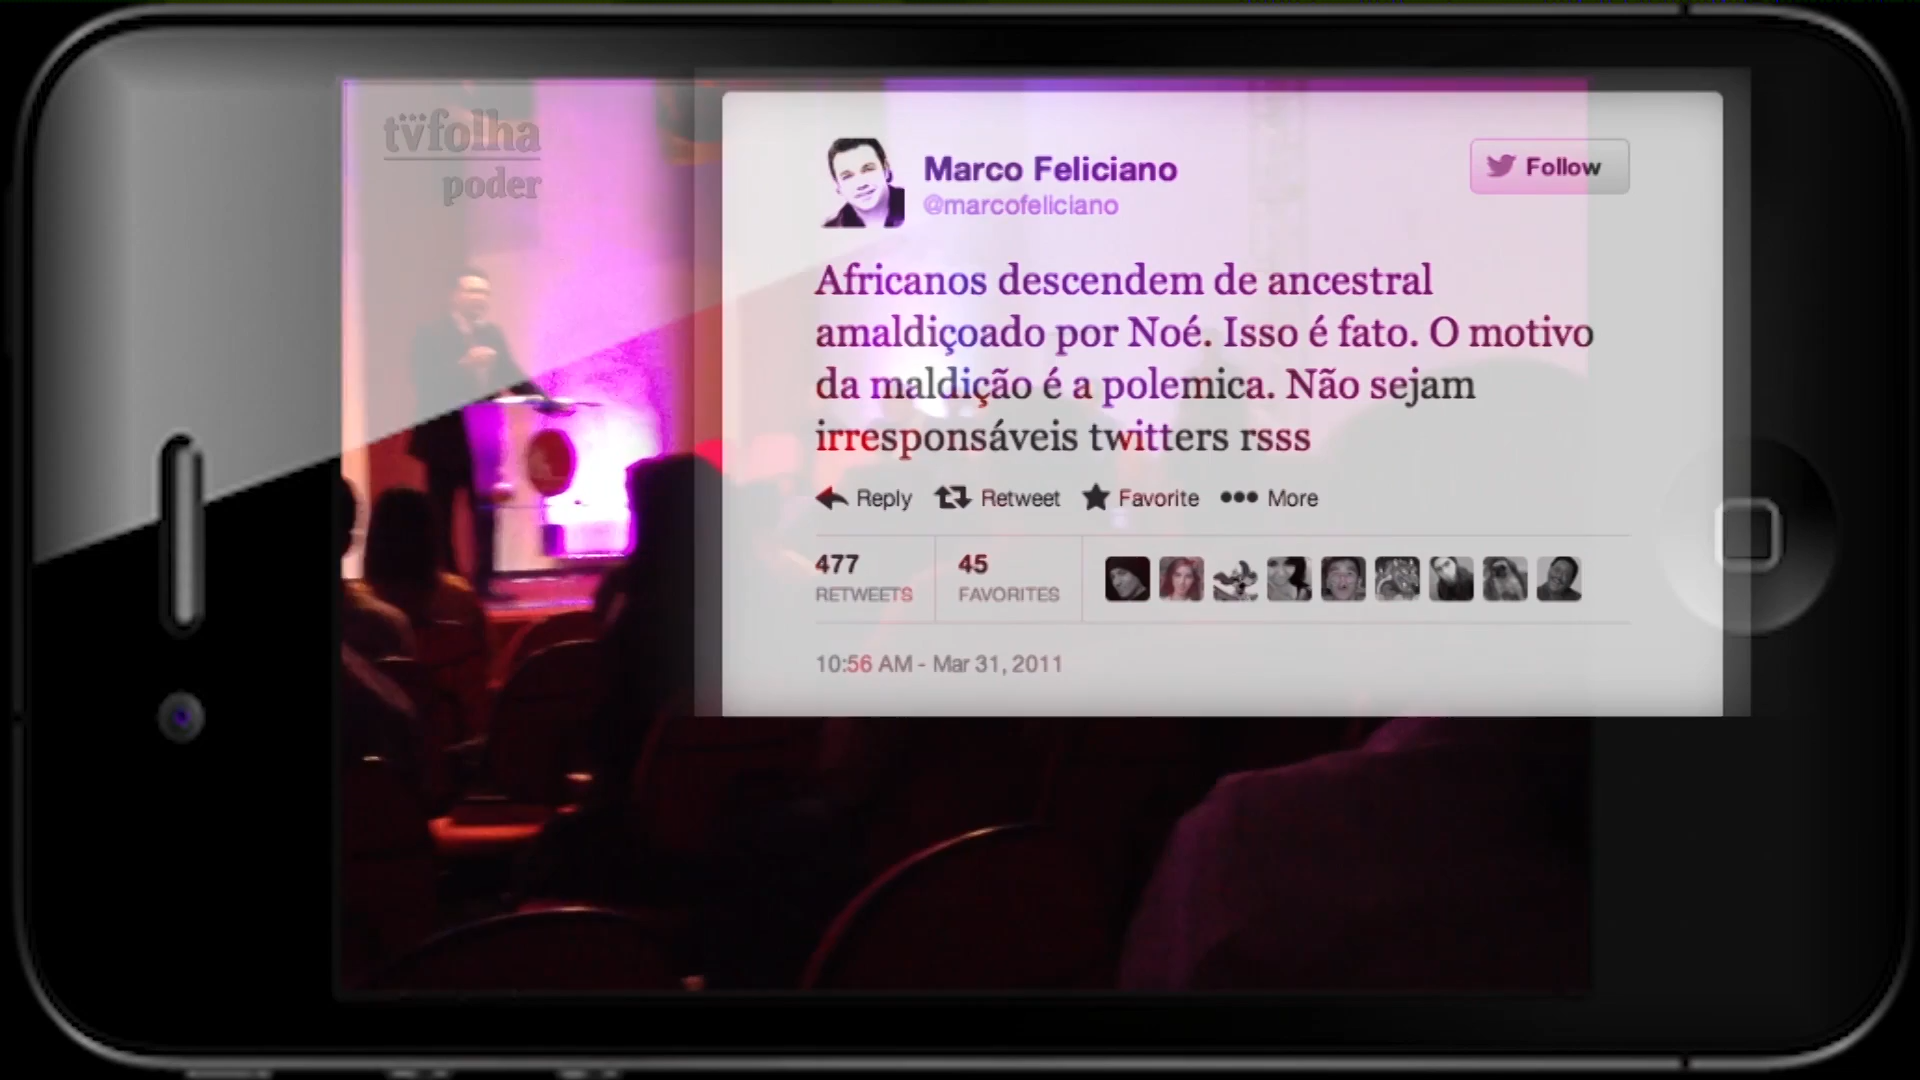 tvfolha
poder
Marco Feliciano
@marcofeliciano
Follow
Africanos descendem de ancestral
amaldiçoado por Noé. Isso é fato. O motivo
da maldição é a polemica. Não sejam
irresponsáveis twitters rsss
Reply Retweet Favorite More
477 45
RETWEETS FAVORITES
10:56 AM - Mar 31, 2011